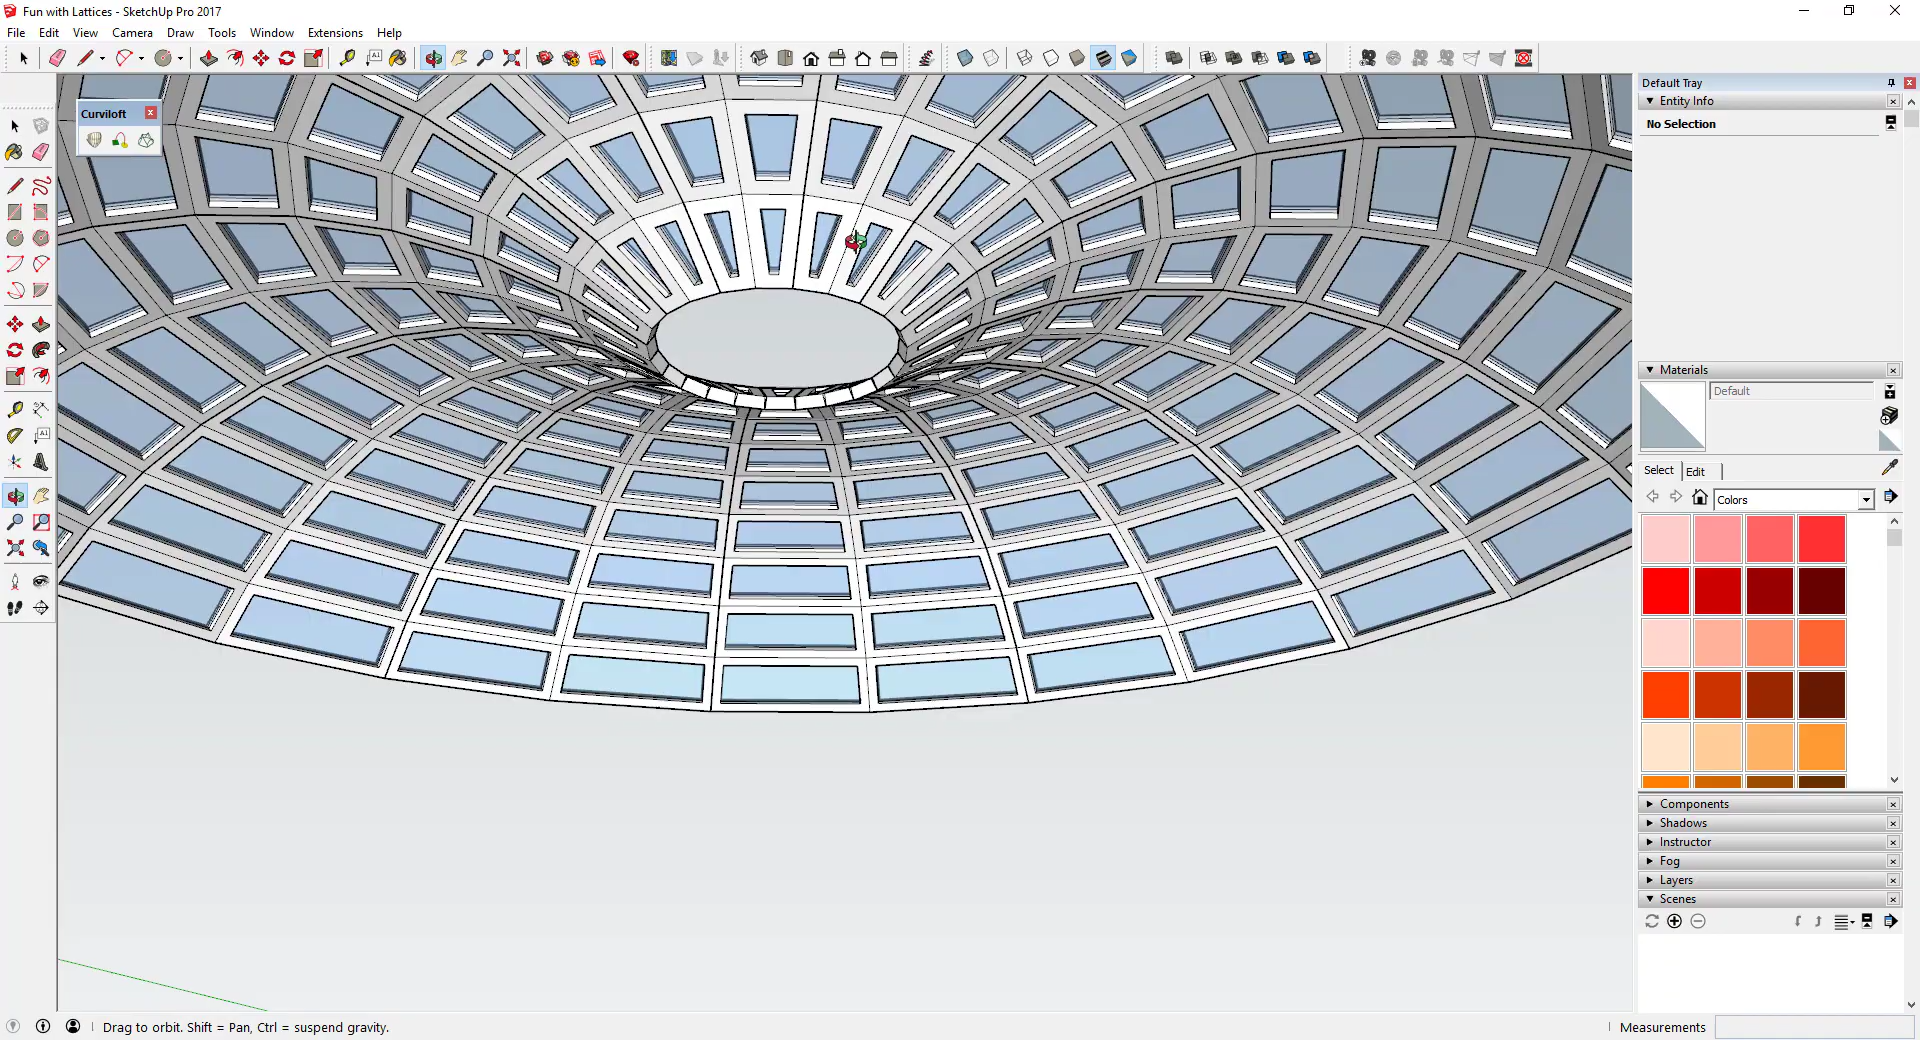 Fun with Lattices - SketchUp Pro 2017
File Edit View Camera Draw Tools Window Extensions Help
Curviloft
Default Tray
Entity Info
No Selection
Materials
Default
Select Edit
Colors
Components
Shadows
Instructor
Fog
Layers
Scenes
Drag to orbit. Shift = Pan, Ctrl = suspend gravity.
Measurements